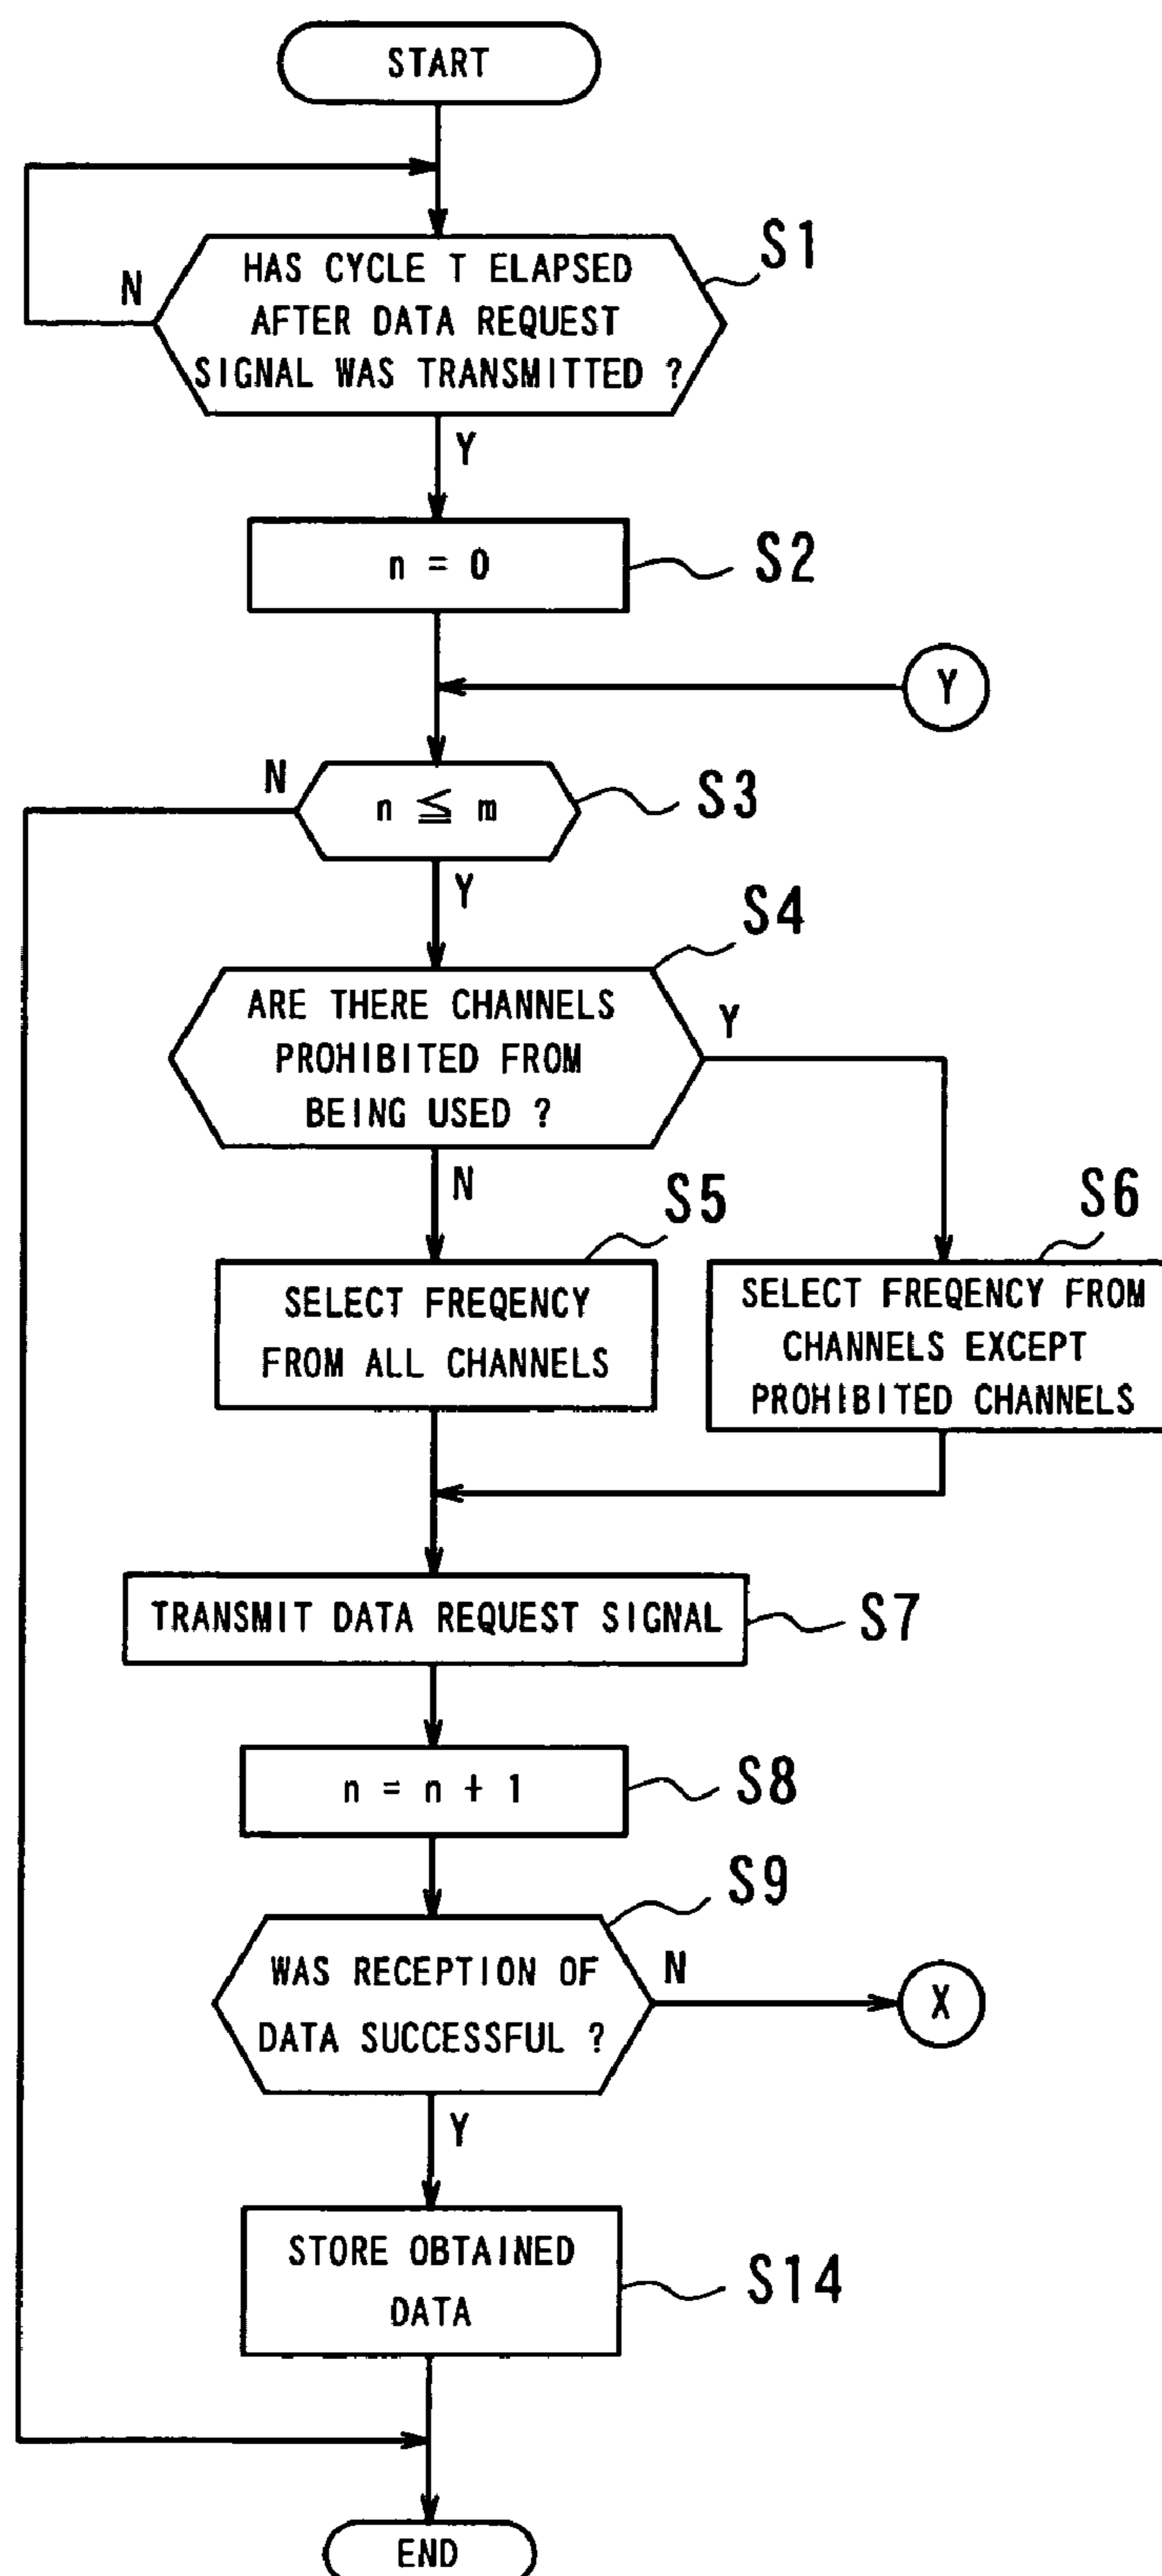 START
HAS CYCLE T ELAPSED
AFTER DATA REQUEST
SIGNAL WAS TRANSMITTED ?
S1
N
Y
n = 0
S2
Y
n ≦ m
S3
N
Y
S4
ARE THERE CHANNELS
PROHIBITED FROM
BEING USED ?
Y
N
S5
SELECT FREQENCY
FROM ALL CHANNELS
S6
SELECT FREQENCY FROM
CHANNELS EXCEPT
PROHIBITED CHANNELS
TRANSMIT DATA REQUEST SIGNAL
S7
n = n + 1
S8
S9
WAS RECEPTION OF
DATA SUCCESSFUL ?
N
X
Y
STORE OBTAINED
DATA
S14
END